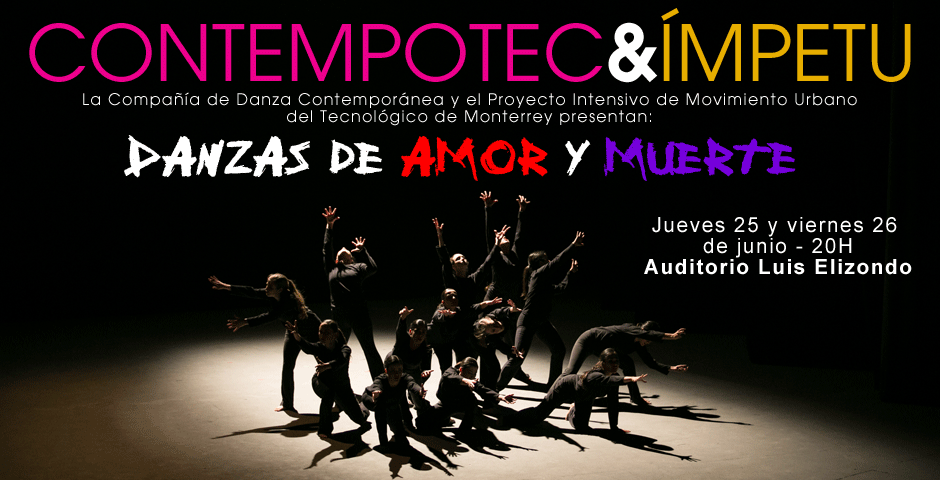 CONTEMPOTEC&ÍMPETU
La Compañía de Danza Contemporánea y el Proyecto Intensivo de Movimiento Urbano
del Tecnológico de Monterrey presentan:
DANZAS DE AMOR Y MUERTE
Jueves 25 y viernes 26
de junio - 20H
Auditorio Luis Elizondo